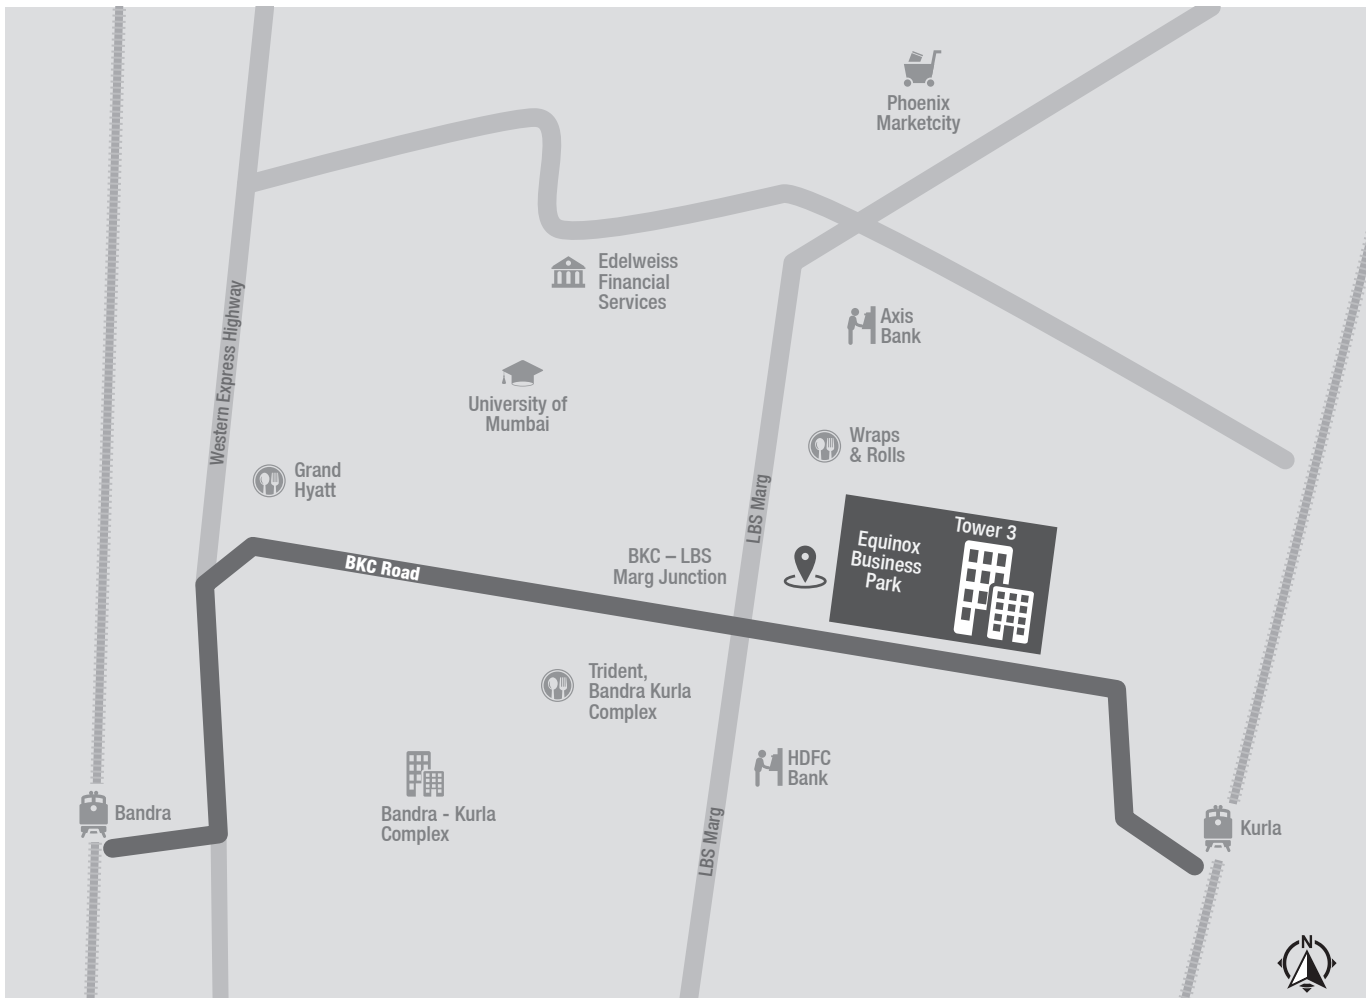 Phoenix
Marketcity
Edelweiss
Financial
Services
Western Express Highway
Axis
Bank
University of
Mumbai
Wraps
& Rolls
Grand
Hyatt
LBS Marg
Tower 3
Equinox
Business
Park
BKC – LBS
Marg Junction
BKC Road
Trident,
Bandra Kurla
Complex
HDFC
Bank
Bandra
Bandra - Kurla
Complex
LBS Marg
Kurla
N